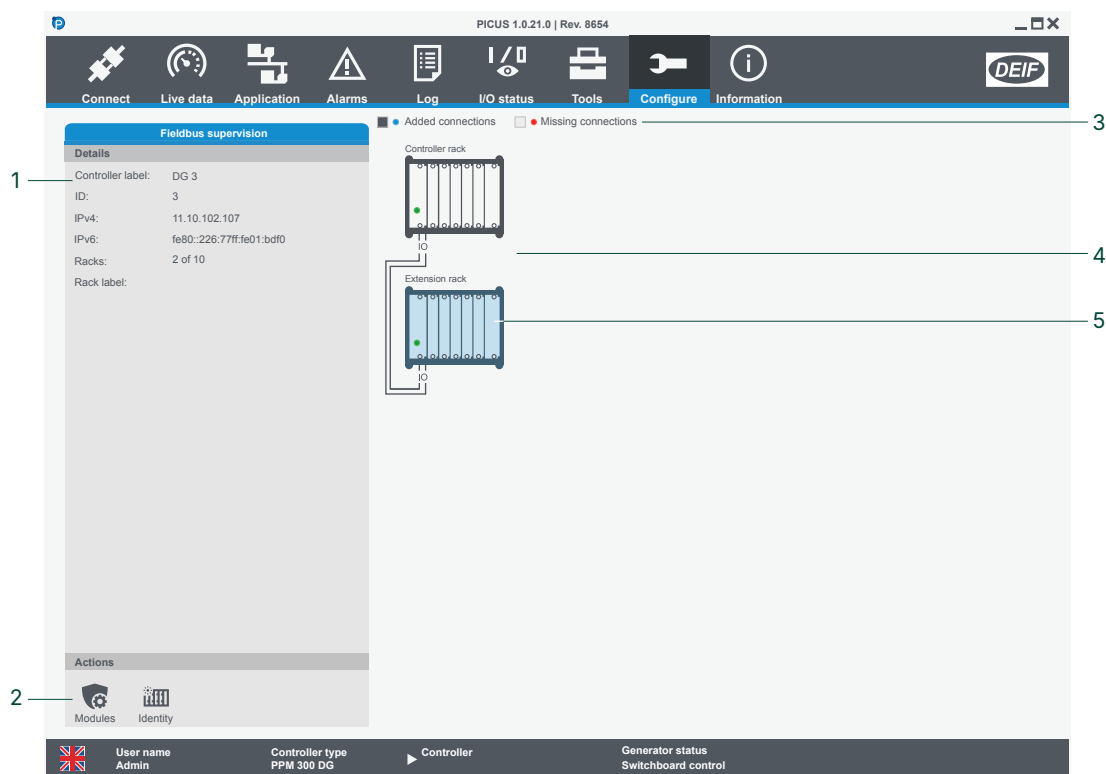 PICUS 1.0.21.0 | Rev. 8654
Connect Live data Application Alarms Log I/O status Tools Configure Information
DEIF
Added connections Missing connections 3
Fieldbus supervision
Details
1 Controller label: DG 3
ID: 3
IPv4: 11.10.102.107
IPv6: fe80::226:77ff:fe01:bdf0
Racks: 2 of 10
Rack label:
Controller rack
IO
4
Extension rack
5
IO
Actions
2
Modules Identity
User name Controller type Controller Generator status
Admin PPM 300 DG Switchboard control